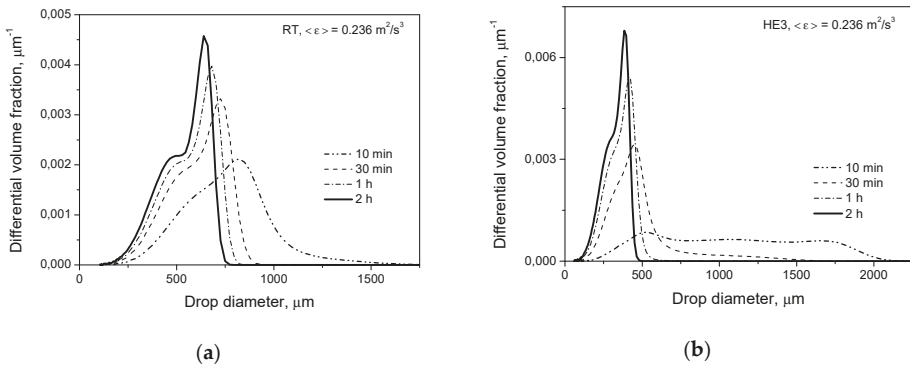 RT, <ε> = 0.236 m²/s³
Differential volume fraction, μm⁻¹
0,005
0,004
0,003
0,002
0,001
0,000
10 min
30 min
1 h
2 h
0 500 1000 1500
Drop diameter, μm
(a)
HE3, <ε> = 0.236 m²/s³
Differential volume fraction, μm⁻¹
0,006
0,003
0,000
10 min
30 min
1 h
2 h
0 500 1000 1500 2000
Drop diameter, μm
(b)